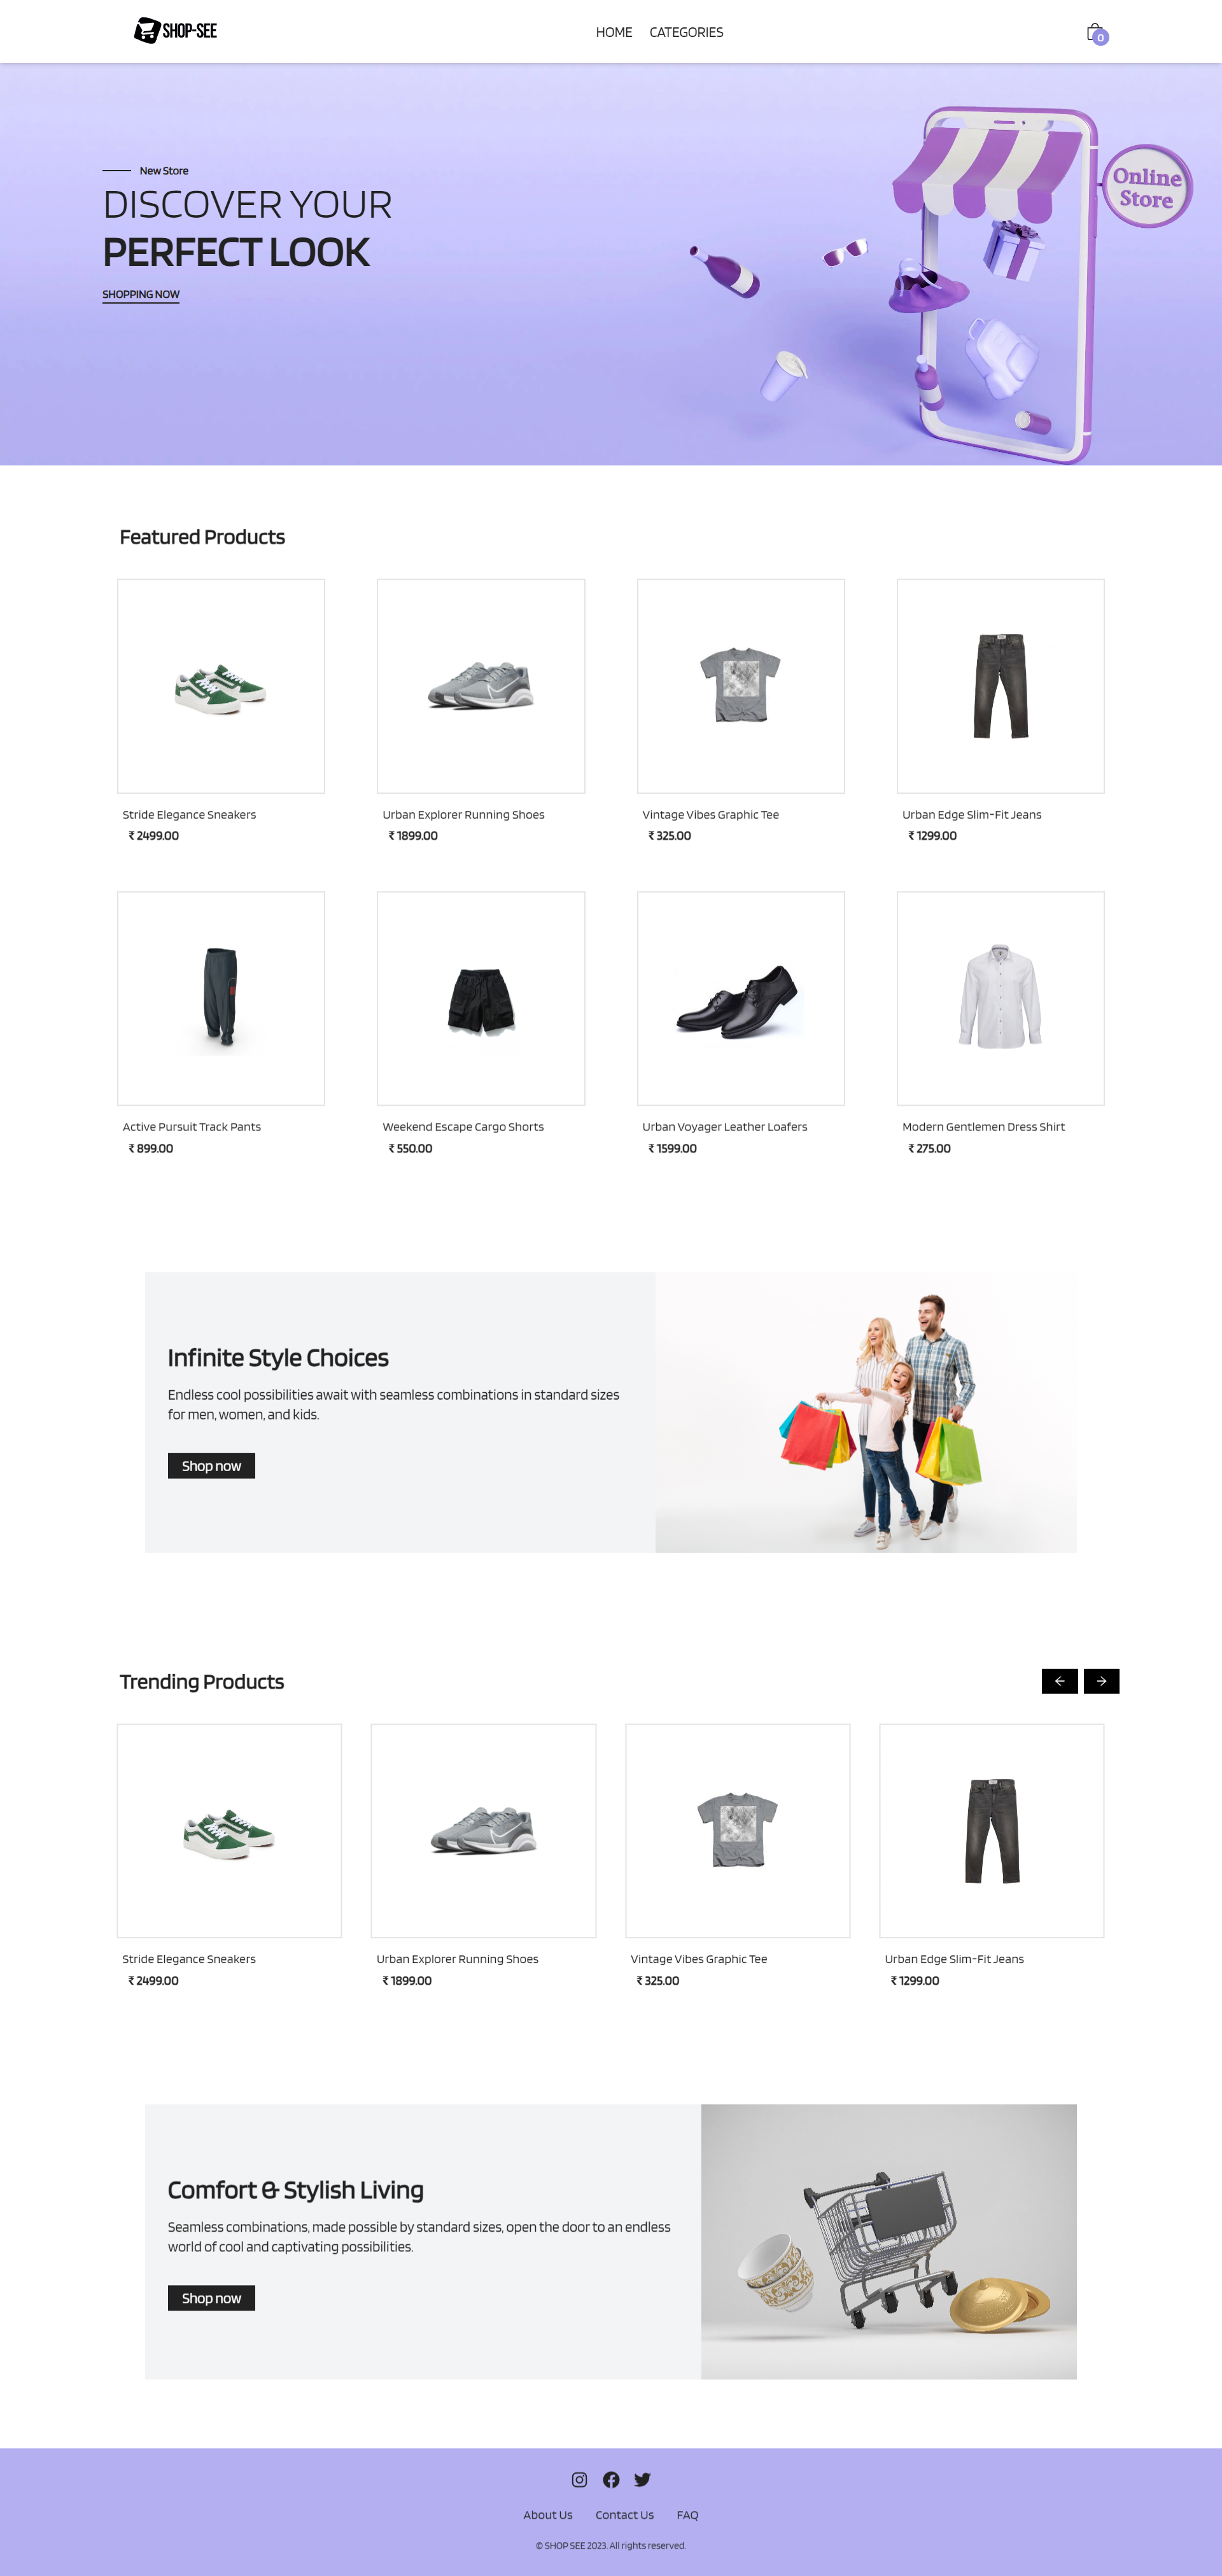 SHOP-SEE
HOME CATEGORIES
0
New Store
DISCOVER YOUR
PERFECT LOOK
SHOPPING NOW
Online
Store
Featured Products
Stride Elegance Sneakers
₹ 2499.00
Urban Explorer Running Shoes
₹ 1899.00
Vintage Vibes Graphic Tee
₹ 325.00
Urban Edge Slim-Fit Jeans
₹ 1299.00
Active Pursuit Track Pants
₹ 899.00
Weekend Escape Cargo Shorts
₹ 550.00
Urban Voyager Leather Loafers
₹ 1599.00
Modern Gentlemen Dress Shirt
₹ 275.00
Infinite Style Choices
Endless cool possibilities await with seamless combinations in standard sizes
for men, women, and kids.
Shop now
Trending Products
Stride Elegance Sneakers
₹ 2499.00
Urban Explorer Running Shoes
₹ 1899.00
Vintage Vibes Graphic Tee
₹ 325.00
Urban Edge Slim-Fit Jeans
₹ 1299.00
Comfort & Stylish Living
Seamless combinations, made possible by standard sizes, open the door to an endless
world of cool and captivating possibilities.
Shop now
About Us Contact Us FAQ
© SHOP SEE 2023. All rights reserved.